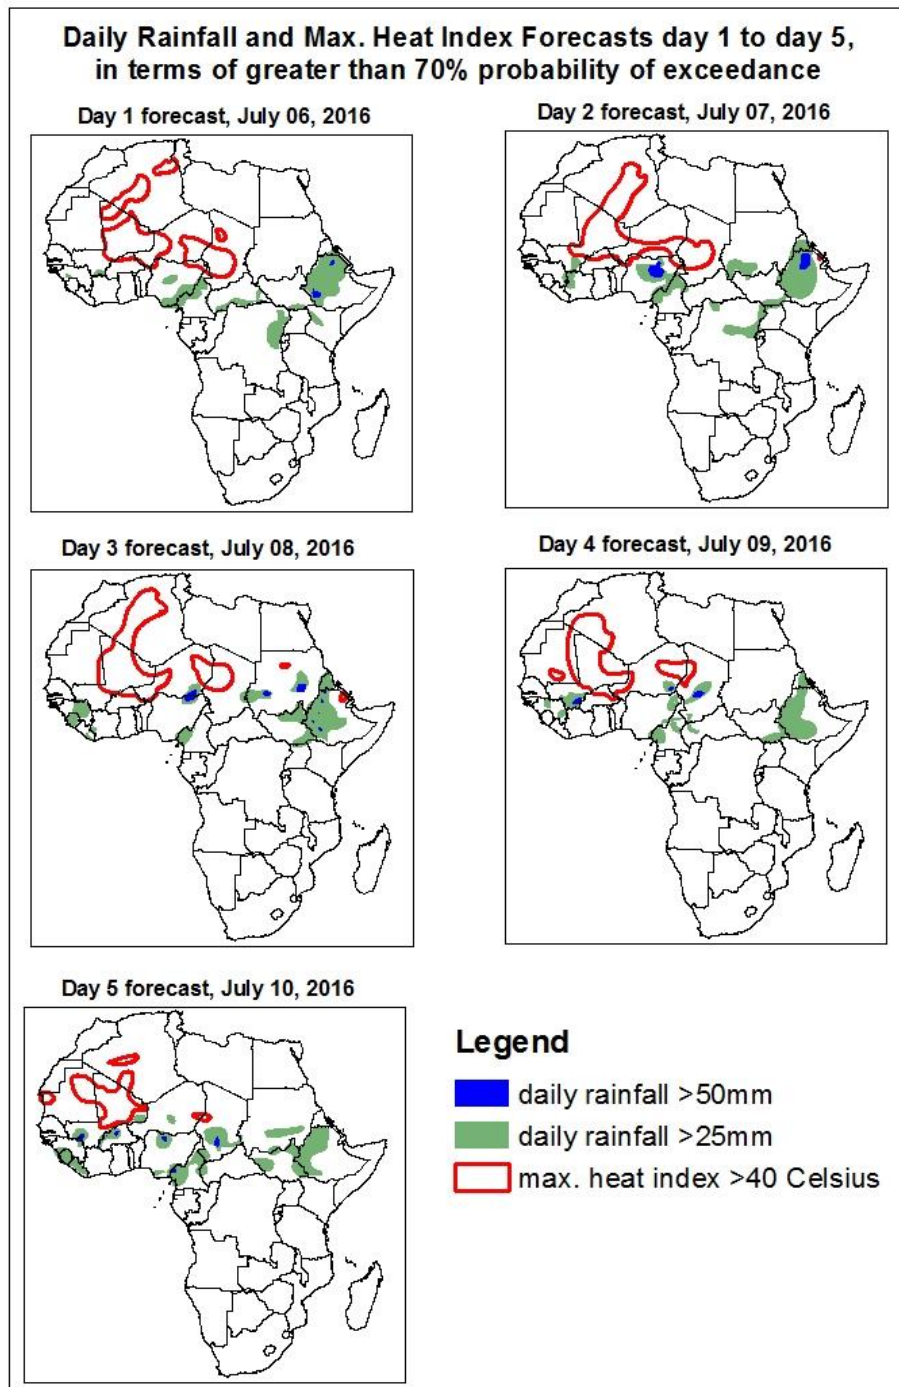 Daily Rainfall and Max. Heat Index Forecasts day 1 to day 5,
in terms of greater than 70% probability of exceedance
Day 1 forecast, July 06, 2016
Day 2 forecast, July 07, 2016
Day 3 forecast, July 08, 2016
Day 4 forecast, July 09, 2016
Day 5 forecast, July 10, 2016
Legend
daily rainfall >50mm
daily rainfall >25mm
max. heat index >40 Celsius